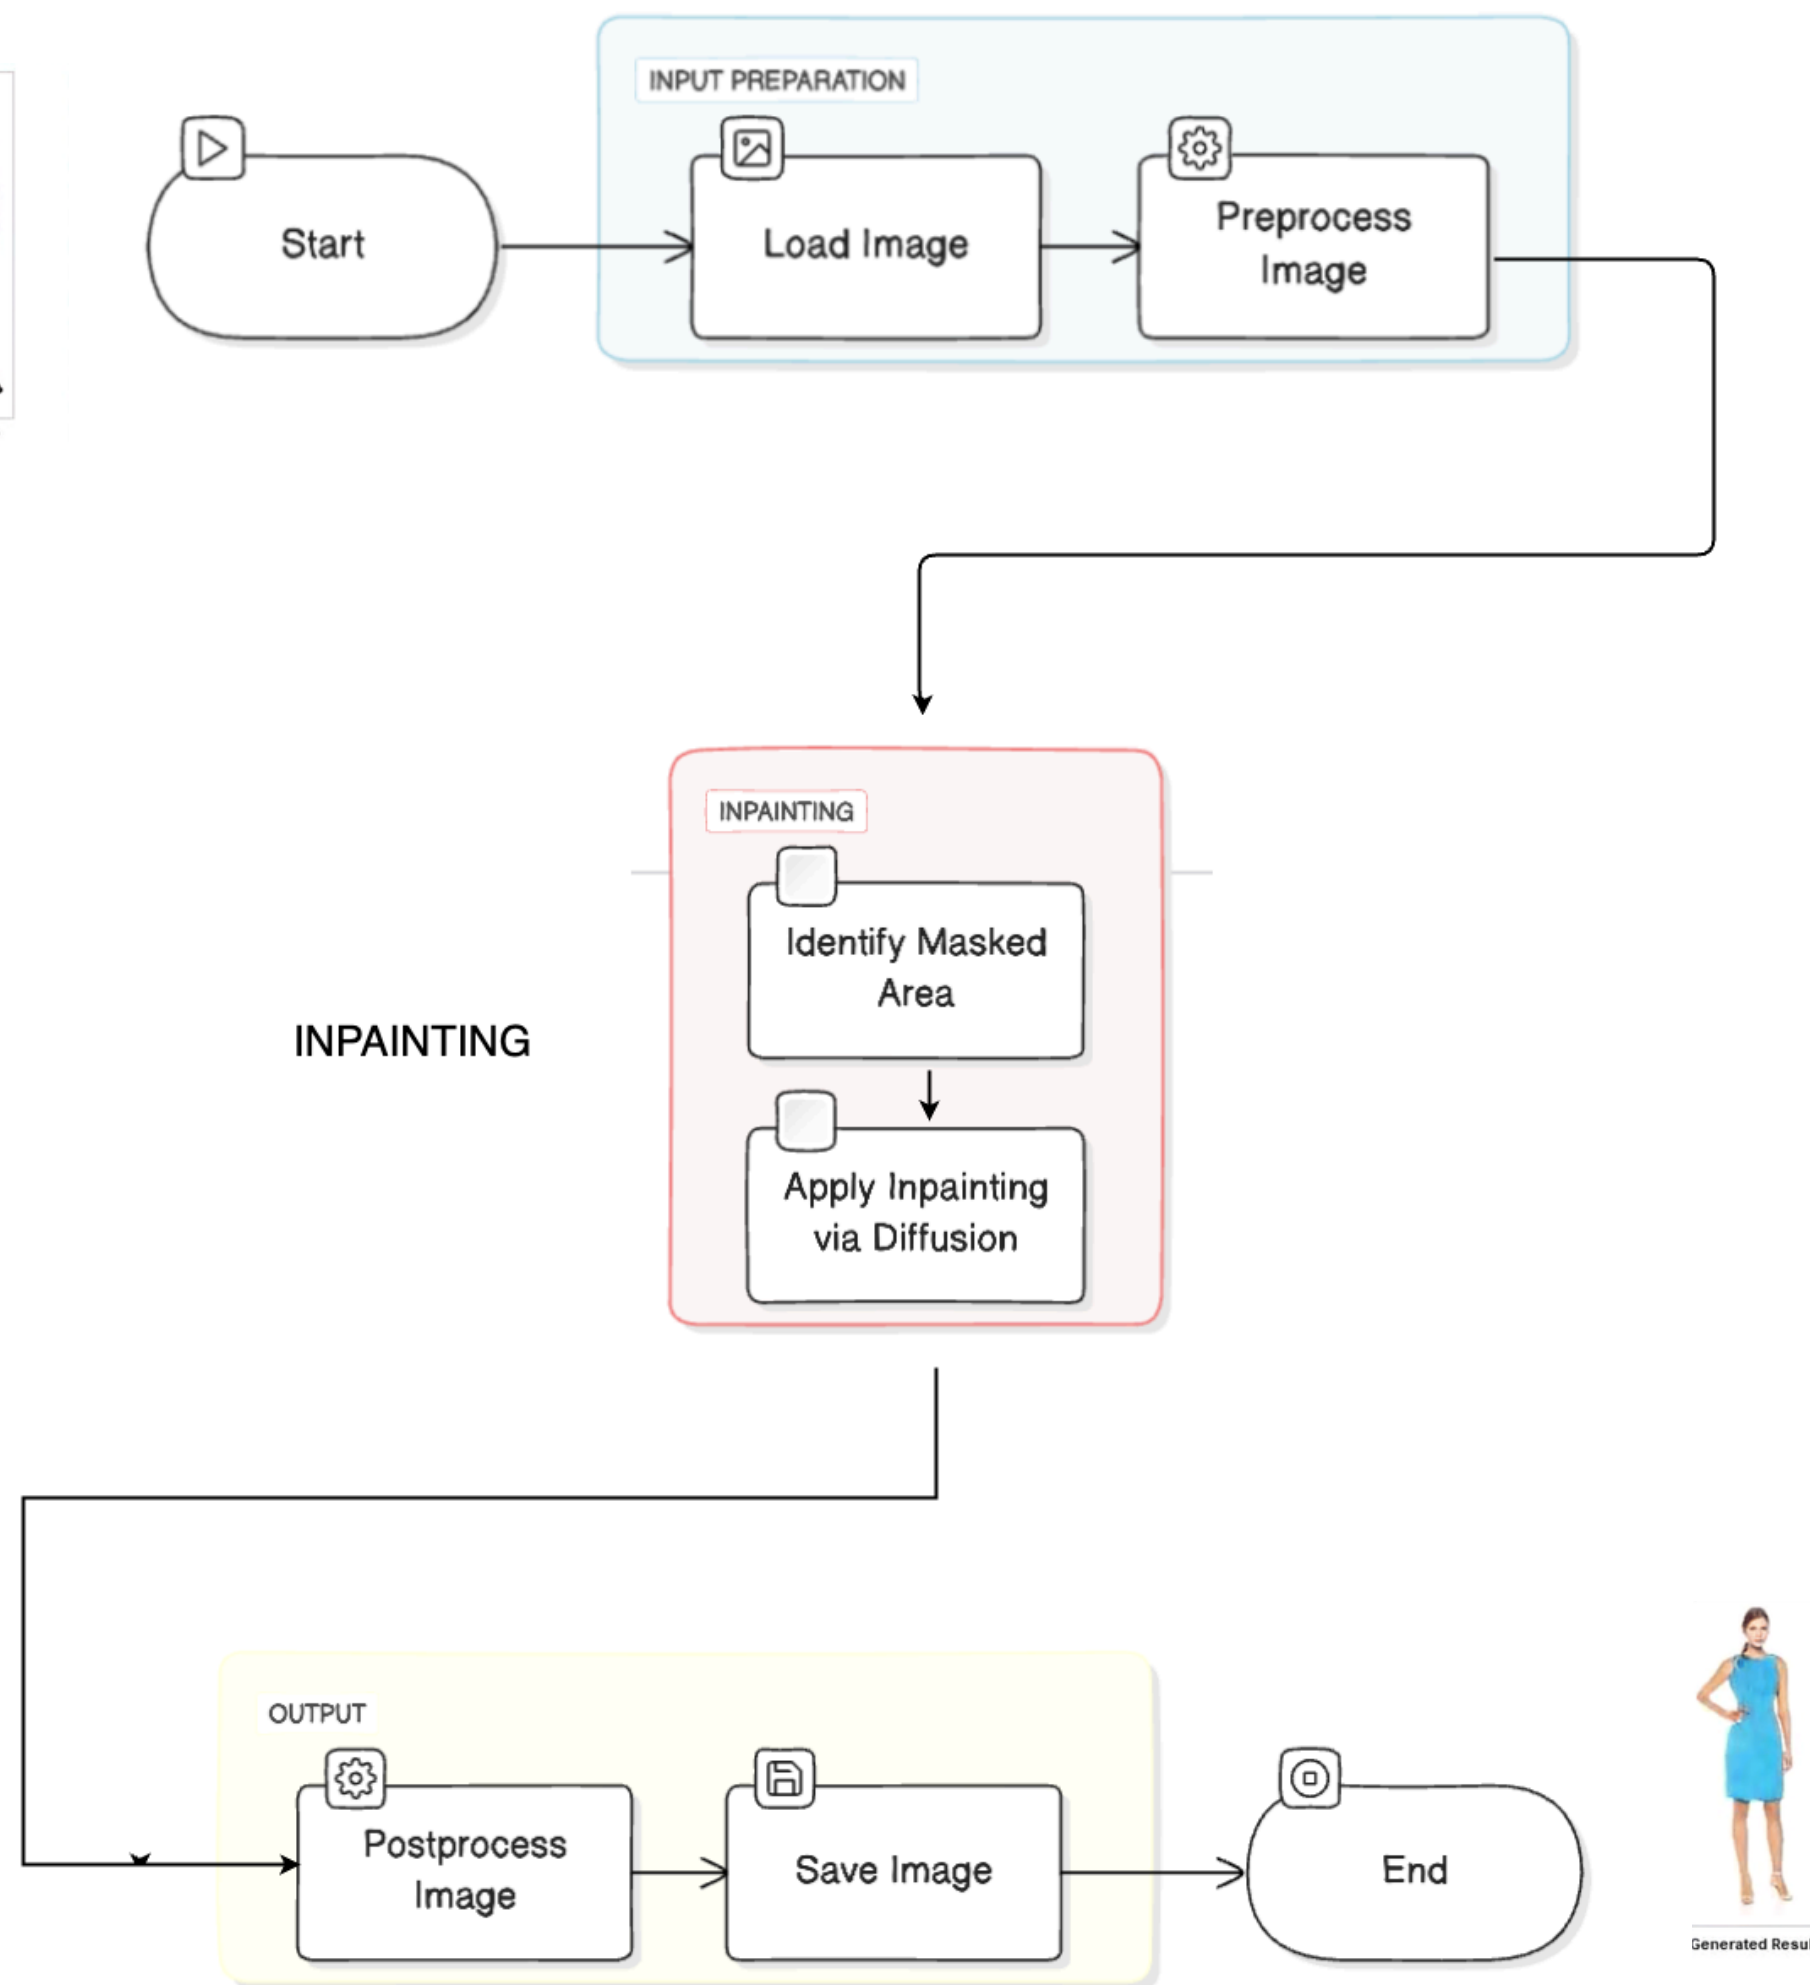 INPUT PREPARATION
Start
Load Image
Preprocess
Image
INPAINTING
Identify Masked
Area
INPAINTING
Apply Inpainting
via Diffusion
OUTPUT
Postprocess
Image
Save Image
End
Generated